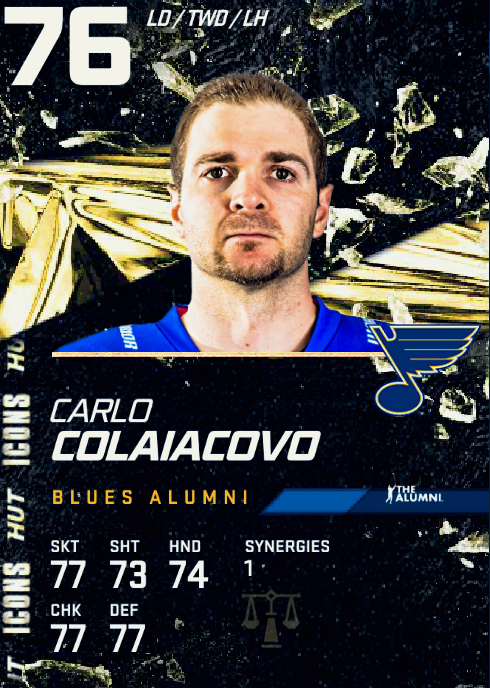 76
LD / TWD / LH
CARLO
COLAIACOVO
BLUES ALUMNI
THE
ALUMNI
SKT SHT HND SYNERGIES
77 73 74 1
CHK DEF
77 77
ICONS HUT ICONS HUT